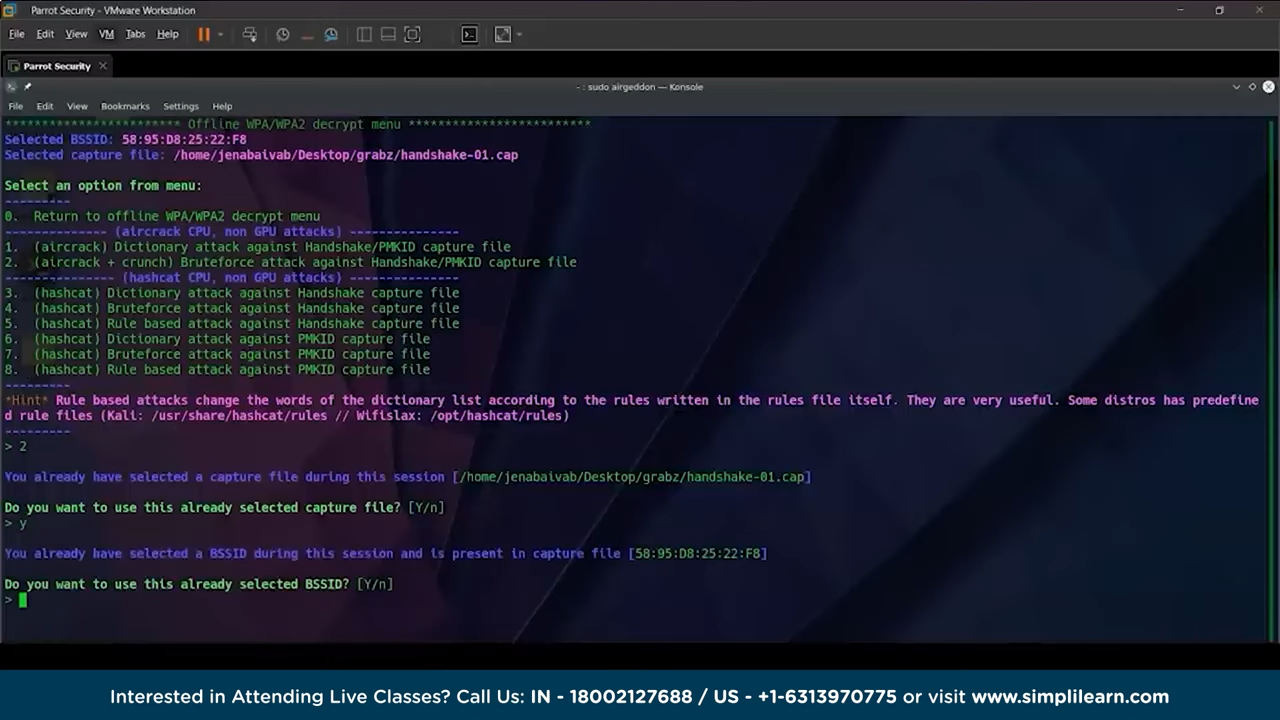 Parrot Security - VMware Workstation
File Edit View VM Tabs Help
Parrot Security
~ : sudo airgeddon — Konsole
File Edit View Bookmarks Settings Help
************************ Offline WPA/WPA2 decrypt menu *************************
Selected BSSID: 58:95:D8:25:22:F8
Selected capture file: /home/jenabaivab/Desktop/grabz/handshake-01.cap
Select an option from menu:
---------
0. Return to offline WPA/WPA2 decrypt menu
-------------- (aircrack CPU, non GPU attacks) ---------------
1. (aircrack) Dictionary attack against Handshake/PMKID capture file
2. (aircrack + crunch) Bruteforce attack against Handshake/PMKID capture file
--------------- (hashcat CPU, non GPU attacks) ---------------
3. (hashcat) Dictionary attack against Handshake capture file
4. (hashcat) Bruteforce attack against Handshake capture file
5. (hashcat) Rule based attack against Handshake capture file
6. (hashcat) Dictionary attack against PMKID capture file
7. (hashcat) Bruteforce attack against PMKID capture file
8. (hashcat) Rule based attack against PMKID capture file
---------
*Hint* Rule based attacks change the words of the dictionary list according to the rules written in the rules file itself. They are very useful. Some distros has predefine
d rule files (Kali: /usr/share/hashcat/rules // Wifislax: /opt/hashcat/rules)
---------
> 2
You already have selected a capture file during this session [/home/jenabaivab/Desktop/grabz/handshake-01.cap]
Do you want to use this already selected capture file? [Y/n]
> y
You already have selected a BSSID during this session and is present in capture file [58:95:D8:25:22:F8]
Do you want to use this already selected BSSID? [Y/n]
>
Interested in Attending Live Classes? Call Us: IN - 18002127688 / US - +1-6313970775 or visit www.simplilearn.com